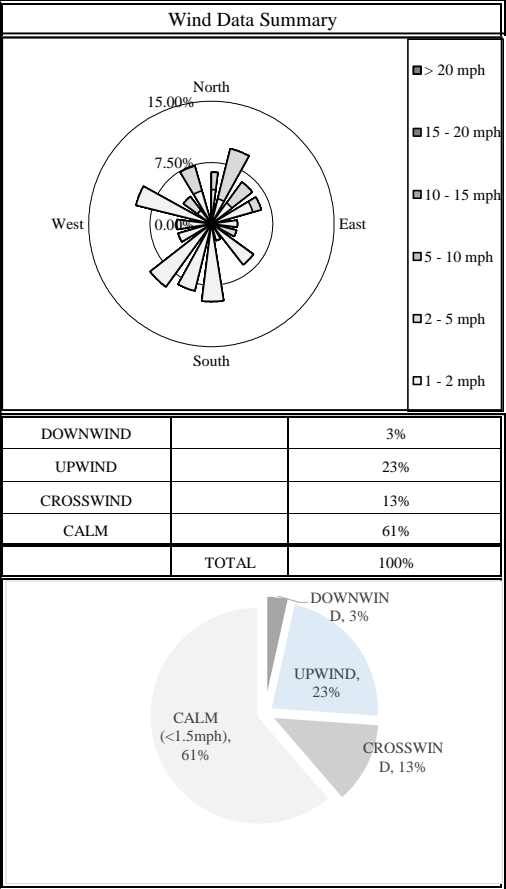 Wind Data Summary
North
15.00%
7.50%
0.00%
West
East
South
> 20 mph
15 - 20 mph
10 - 15 mph
5 - 10 mph
2 - 5 mph
1 - 2 mph
DOWNWIND 3%
UPWIND 23%
CROSSWIND 13%
CALM 61%
TOTAL 100%
DOWNWIN
D, 3%
UPWIND,
23%
CALM
(<1.5mph),
61%
CROSSWIN
D, 13%